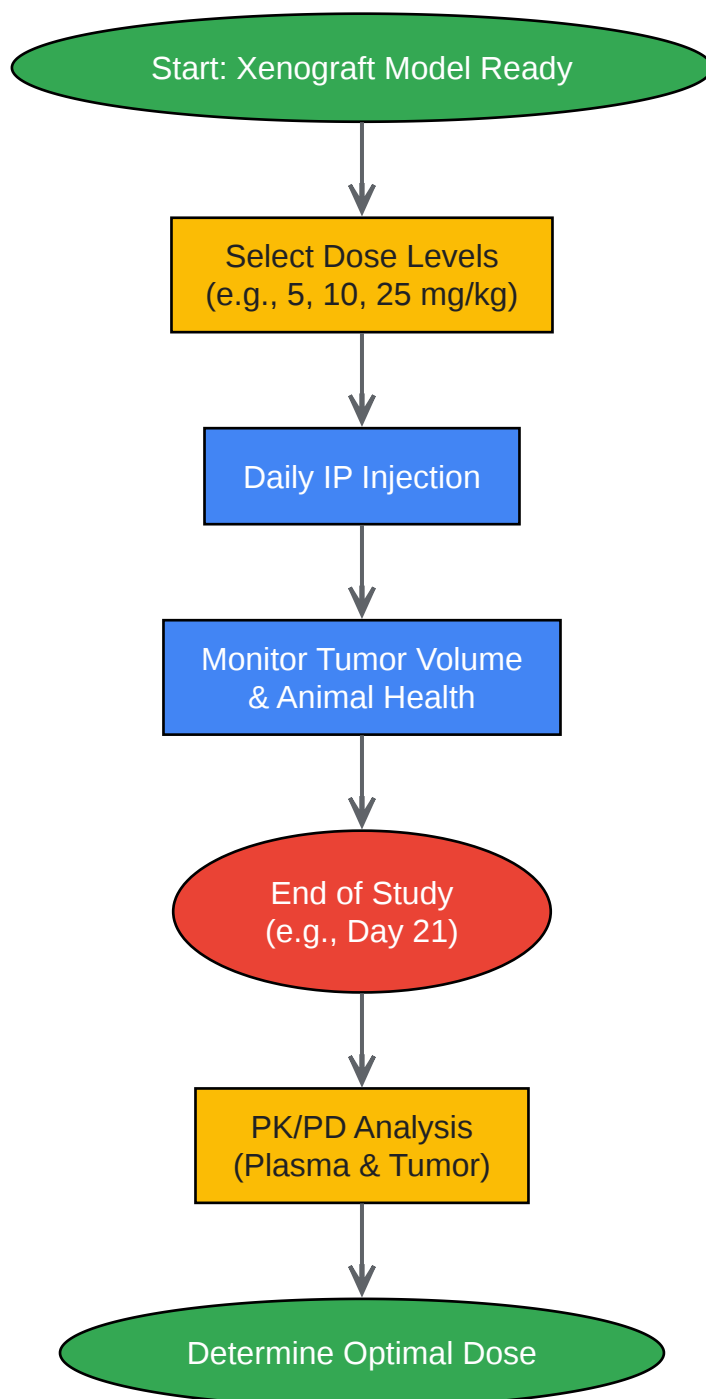 Start: Xenograft Model Ready
Select Dose Levels
(e.g., 5, 10, 25 mg/kg)
Daily IP Injection
Monitor Tumor Volume
& Animal Health
End of Study
(e.g., Day 21)
PK/PD Analysis
(Plasma & Tumor)
Determine Optimal Dose